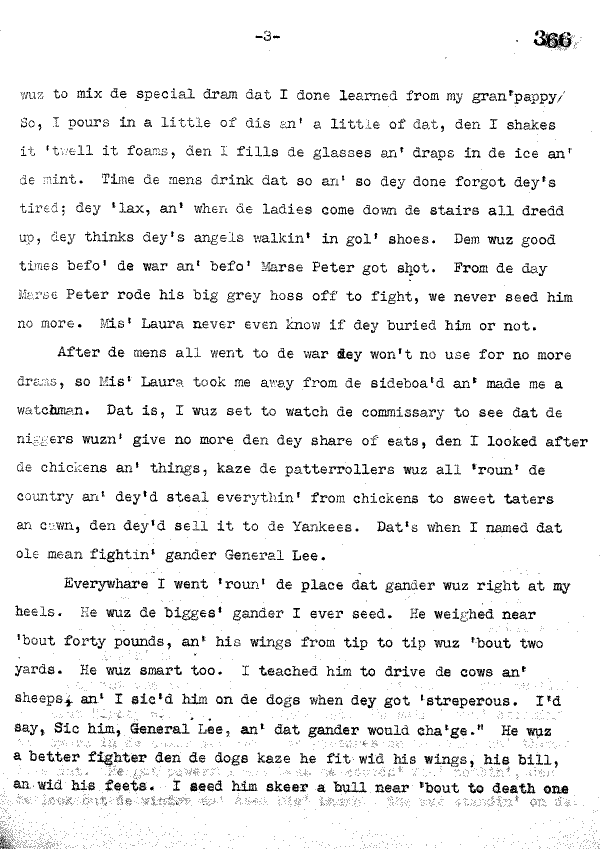 -3-
366
wuz to mix de special dram dat I done learned from my gran'pappy/
So, I pours in a little of dis an' a little of dat, den I shakes
it 'twell it foams, den I fills de glasses an' draps in de ice an'
de mint.  Time de mens drink dat so an' so dey done forgot dey's
tired; dey 'lax, an' when de ladies come down de stairs all dredd
up, dey thinks dey's angels walkin' in gol' shoes.  Dem wuz good
times befo' de war an' befo' Marse Peter got shot.  From de day
Marse Peter rode his big grey hoss off to fight, we never seed him
no more.  Mis' Laura never even know if dey buried him or not.
After de mens all went to de war dey won't no use for no more
drams, so Mis' Laura took me away from de sideboa'd an' made me a
watchman.  Dat is, I wuz set to watch de commissary to see dat de
niggers wuzn' give no more den dey share of eats, den I looked after
de chickens an' things, kaze de patterrollers wuz all 'roun' de
country an' dey'd steal everythin' from chickens to sweet taters
an cawn, den dey'd sell it to de Yankees.  Dat's when I named dat
ole mean fightin' gander General Lee.
Everywhare I went 'roun' de place dat gander wuz right at my
heels.  He wuz de bigges' gander I ever seed.  He weighed near
'bout forty pounds, an' his wings from tip to tip wuz 'bout two
yards.  He wuz smart too.  I teached him to drive de cows an'
sheeps, an' I sic'd him on de dogs when dey got 'streperous.  I'd
say, Sic him, General Lee, an' dat gander would cha'ge."  He wuz
a better fighter den de dogs kaze he fit wid his wings, his bill,
an wid his feets.  I seed him skeer a bull near 'bout to death one